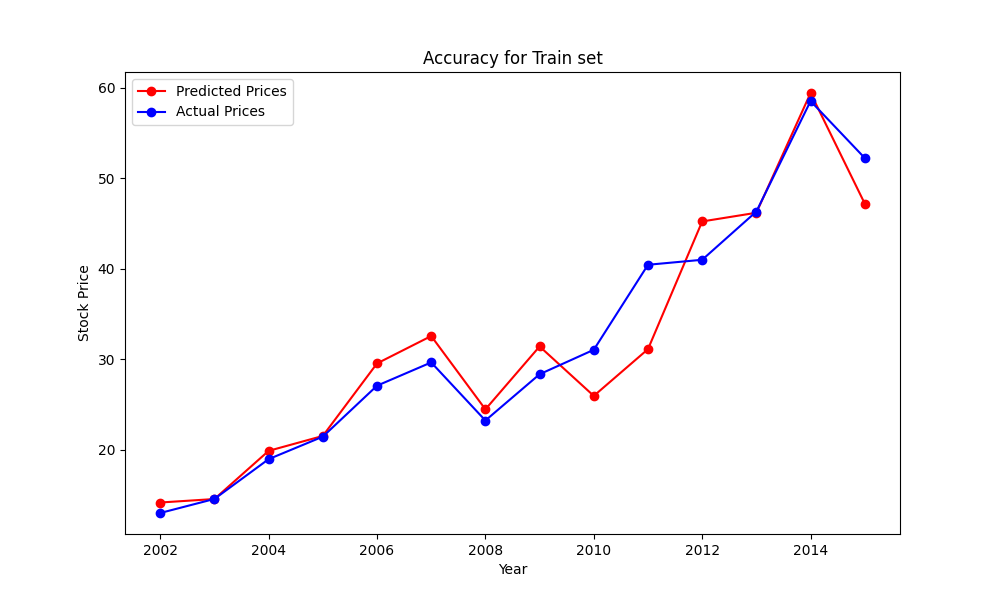 Accuracy for Train set
Predicted Prices
Actual Prices
60
50
40
30
20
Stock Price
2002 2004 2006 2008 2010 2012 2014
Year